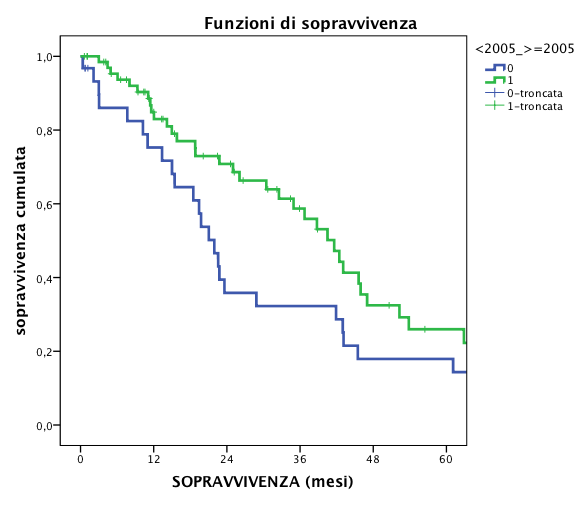 Funzioni di sopravvivenza
<2005_>=2005
0
1
0-troncata
1-troncata
sopravvivenza cumulata
1,0
0,8
0,6
0,4
0,2
0,0
0 12 24 36 48 60
SOPRAVVIVENZA (mesi)